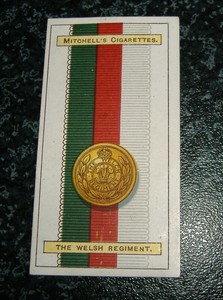 MITCHELL'S CIGARETTES.
THE WELSH REGIMENT.